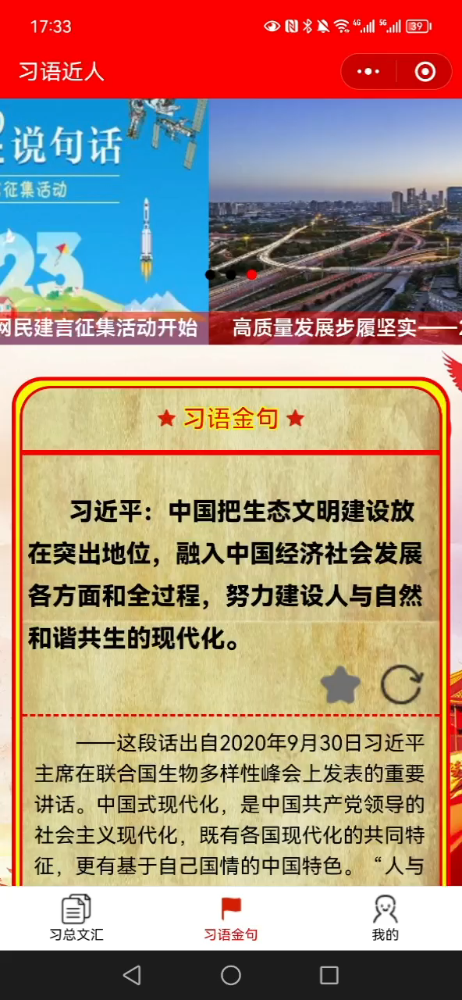 17:33
4G
5G
39
习语近人
说句话
征集活动
23
网民建言征集活动开始
高质量发展步履坚实——2
习语金句
习近平：中国把生态文明建设放
在突出地位，融入中国经济社会发展
各方面和全过程，努力建设人与自然
和谐共生的现代化。
——这段话出自2020年9月30日习近平
主席在联合国生物多样性峰会上发表的重要
讲话。中国式现代化，是中国共产党领导的
社会主义现代化，既有各国现代化的共同特
征，更有基于自己国情的中国特色。“人与
习总文汇
习语金句
我的